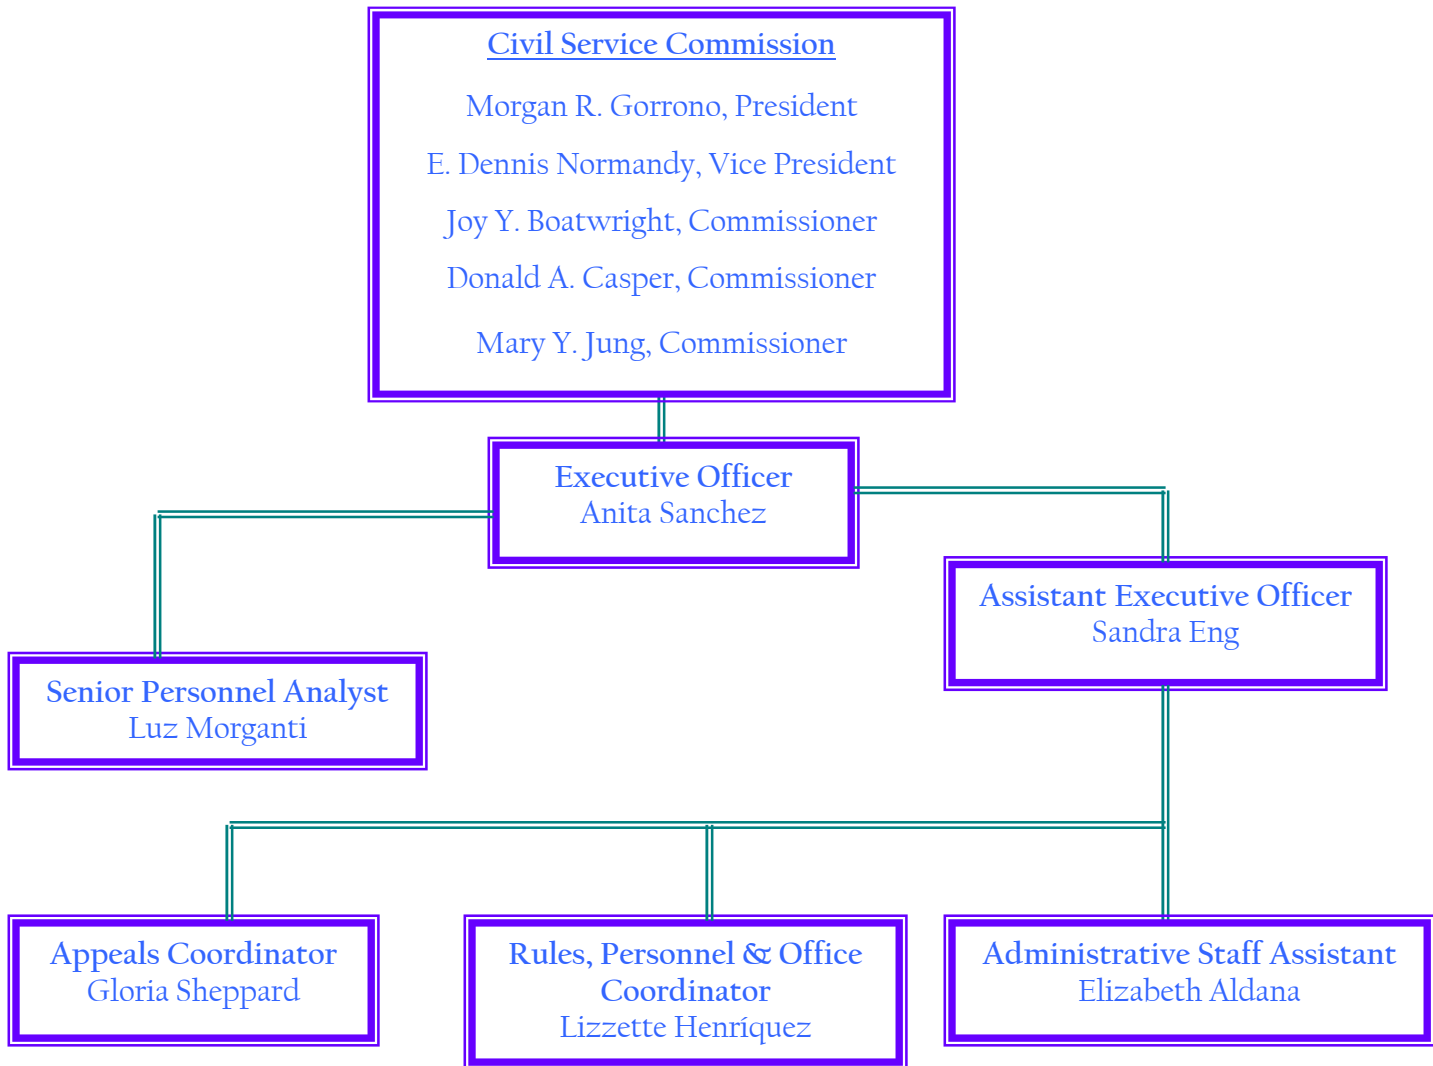 Civil Service Commission
Morgan R. Gorrono, President
E. Dennis Normandy, Vice President
Joy Y. Boatwright, Commissioner
Donald A. Casper, Commissioner
Mary Y. Jung, Commissioner
Executive Officer
Anita Sanchez
Assistant Executive Officer
Sandra Eng
Senior Personnel Analyst
Luz Morganti
Appeals Coordinator
Gloria Sheppard
Rules, Personnel & Office
Coordinator
Lizzette Henríquez
Administrative Staff Assistant
Elizabeth Aldana